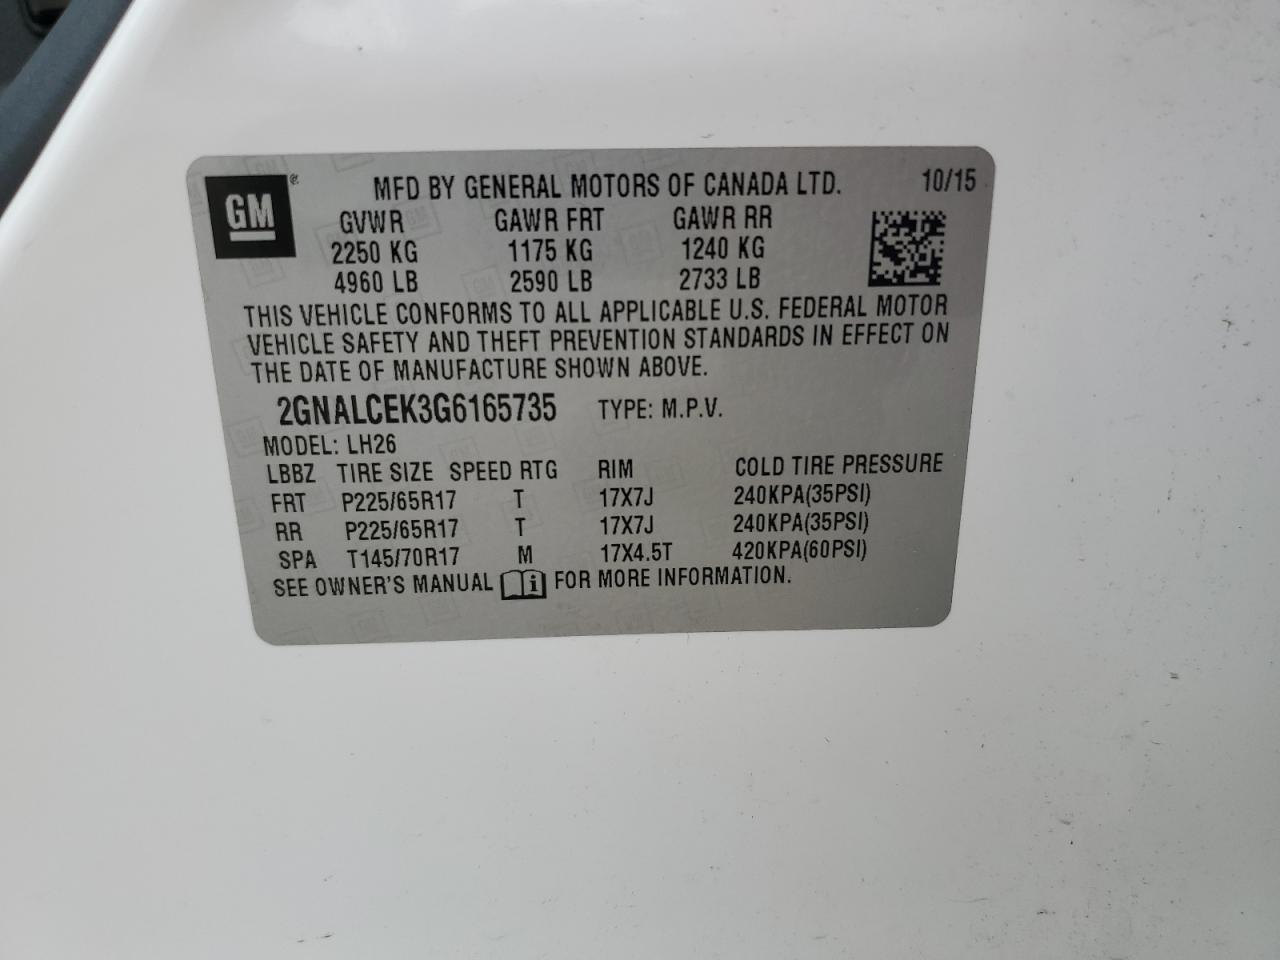 GM® MFD BY GENERAL MOTORS OF CANADA LTD. 10/15
GVWR GAWR FRT GAWR RR
2250 KG 1175 KG 1240 KG
4960 LB 2590 LB 2733 LB
THIS VEHICLE CONFORMS TO ALL APPLICABLE U.S. FEDERAL MOTOR
VEHICLE SAFETY AND THEFT PREVENTION STANDARDS IN EFFECT ON
THE DATE OF MANUFACTURE SHOWN ABOVE.
2GNALCEK3G6165735 TYPE: M.P.V.
MODEL: LH26
LBBZ TIRE SIZE SPEED RTG RIM COLD TIRE PRESSURE
FRT P225/65R17 T 17X7J 240KPA(35PSI)
RR P225/65R17 T 17X7J 240KPA(35PSI)
SPA T145/70R17 M 17X4.5T 420KPA(60PSI)
SEE OWNER'S MANUAL i FOR MORE INFORMATION.